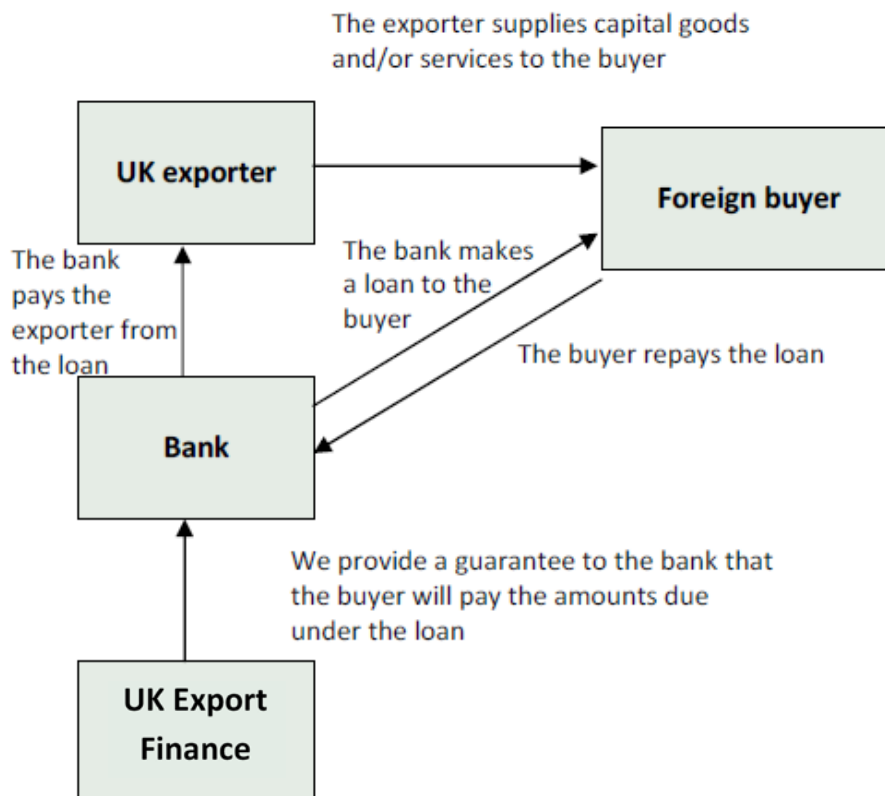 The exporter supplies capital goods
and/or services to the buyer
UK exporter
Foreign buyer
The bank
pays the
exporter from
the loan
The bank makes
a loan to the
buyer
The buyer repays the loan
Bank
We provide a guarantee to the bank that
the buyer will pay the amounts due
under the loan
UK Export
Finance